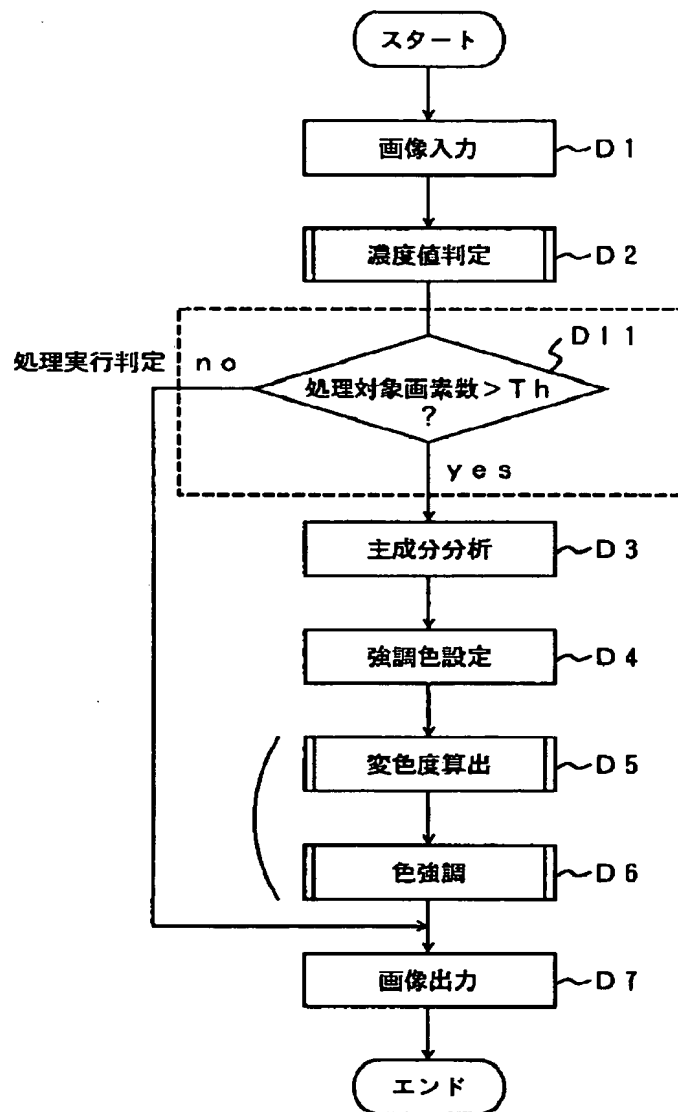 スタート
画像入力 D1
濃度値判定 D2
処理実行判定 no
D11
処理対象画素数>Th
?
yes
主成分分析 D3
強調色設定 D4
変色度算出 D5
色強調 D6
画像出力 D7
エンド